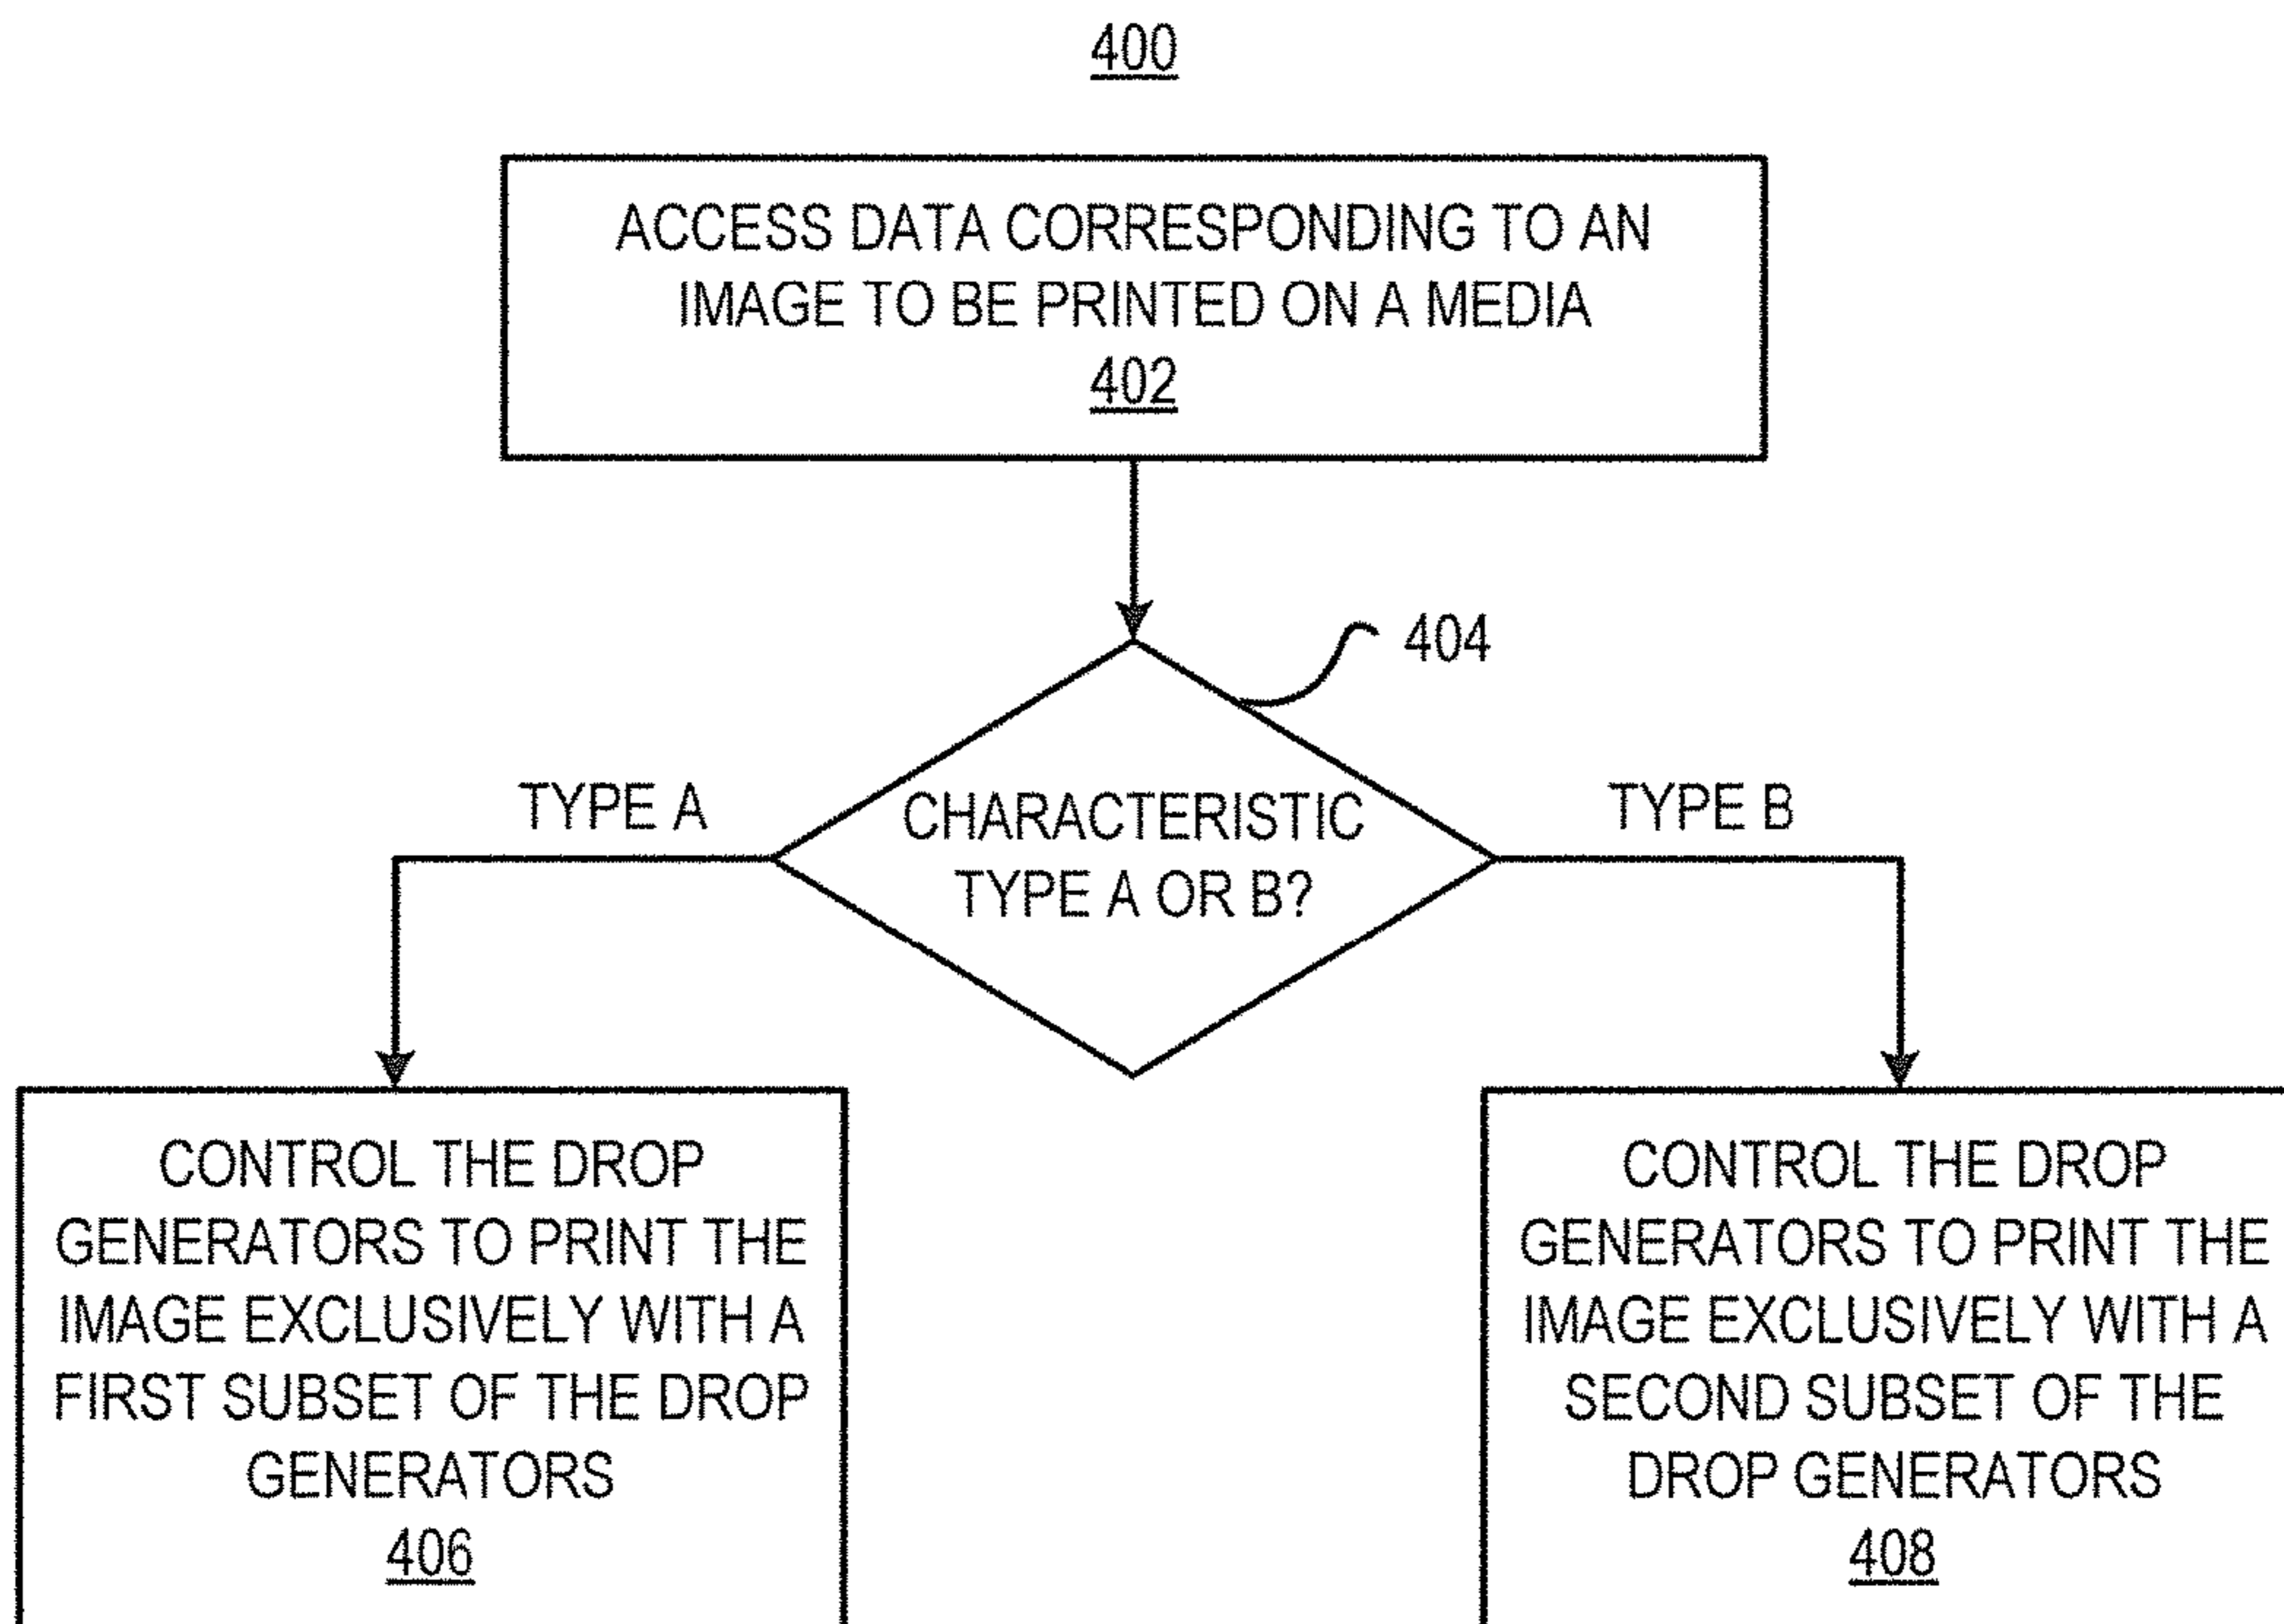 400
ACCESS DATA CORRESPONDING TO AN
IMAGE TO BE PRINTED ON A MEDIA
402
404
TYPE A
CHARACTERISTIC
TYPE A OR B?
TYPE B
CONTROL THE DROP
GENERATORS TO PRINT THE
IMAGE EXCLUSIVELY WITH A
FIRST SUBSET OF THE DROP
GENERATORS
406
CONTROL THE DROP
GENERATORS TO PRINT THE
IMAGE EXCLUSIVELY WITH A
SECOND SUBSET OF THE
DROP GENERATORS
408